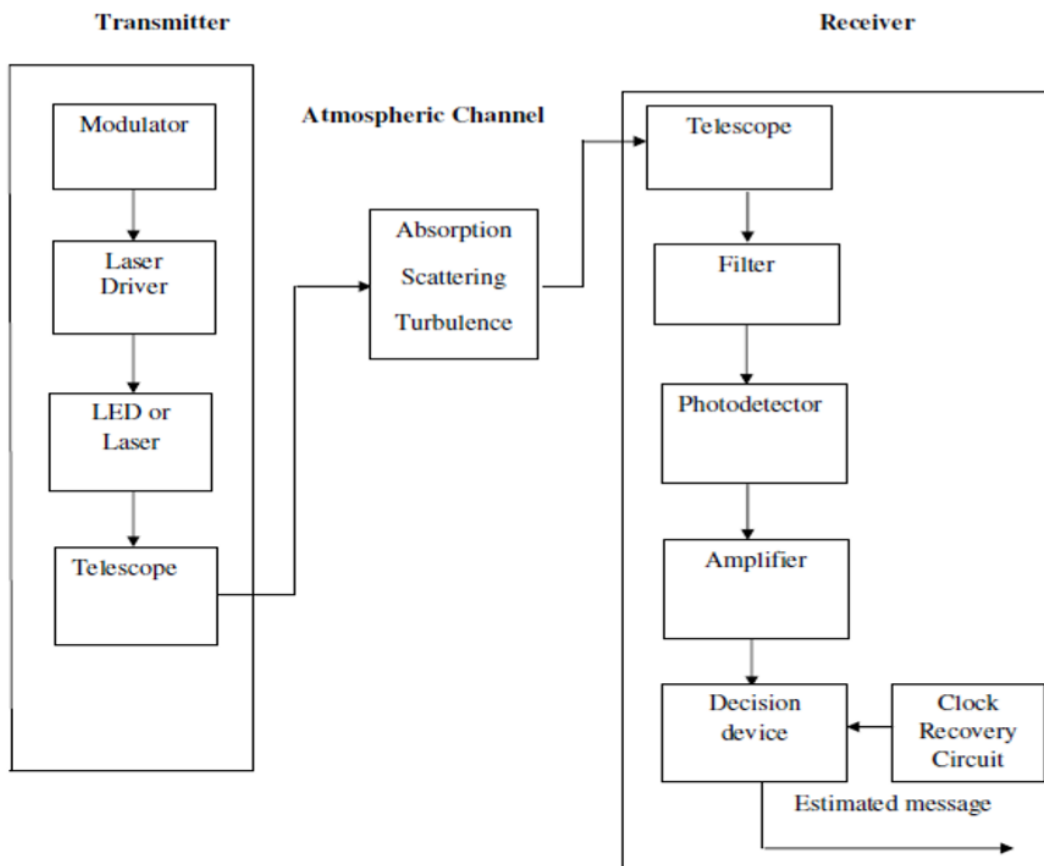 Transmitter
Modulator
Laser
Driver
LED or
Laser
Telescope
Atmospheric Channel
Absorption
Scattering
Turbulence
Receiver
Telescope
Filter
Photodetector
Amplifier
Decision
device
Clock
Recovery
Circuit
Estimated message